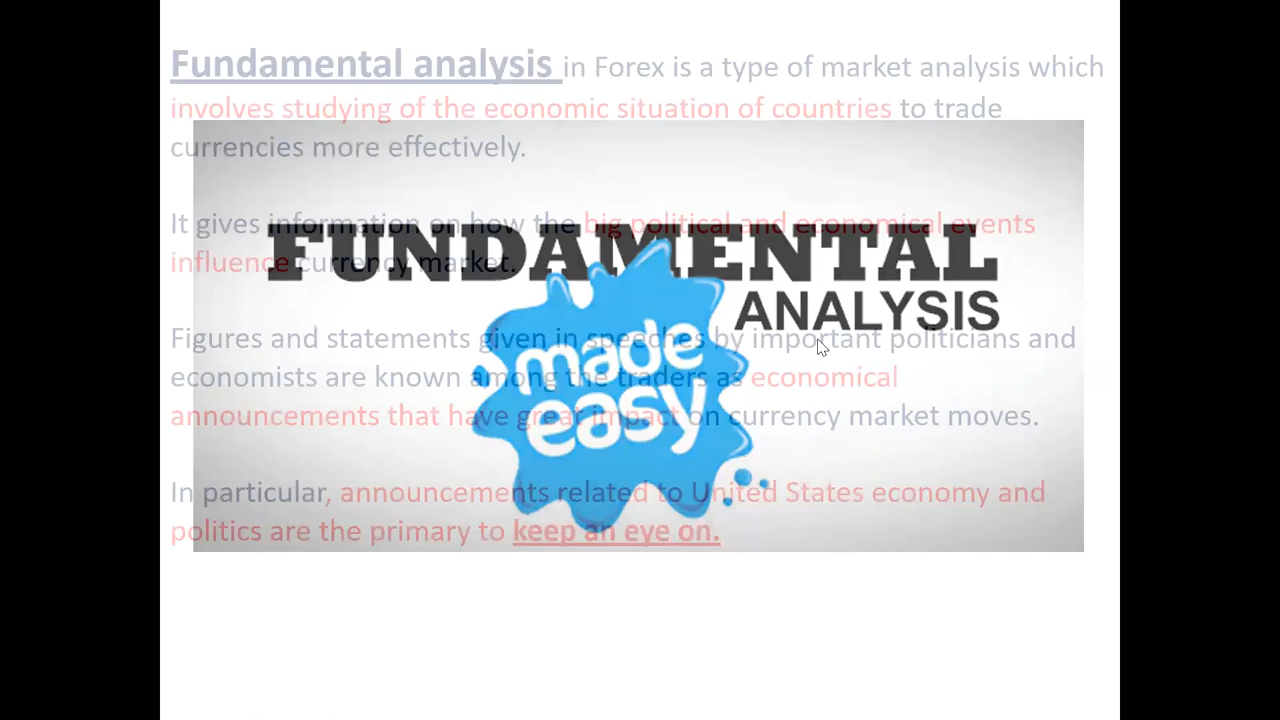 Fundamental analysis in Forex is a type of market analysis which
involves studying of the economic situation of countries to trade
currencies more effectively.
It gives information on how the big political and economical events
influence currency market.
FUNDAMENTAL
ANALYSIS
made
easy
Figures and statements given in speeches by important politicians and
economists are known among the traders as economical
announcements that have great impact on currency market moves.
In particular, announcements related to United States economy and
politics are the primary to keep an eye on.